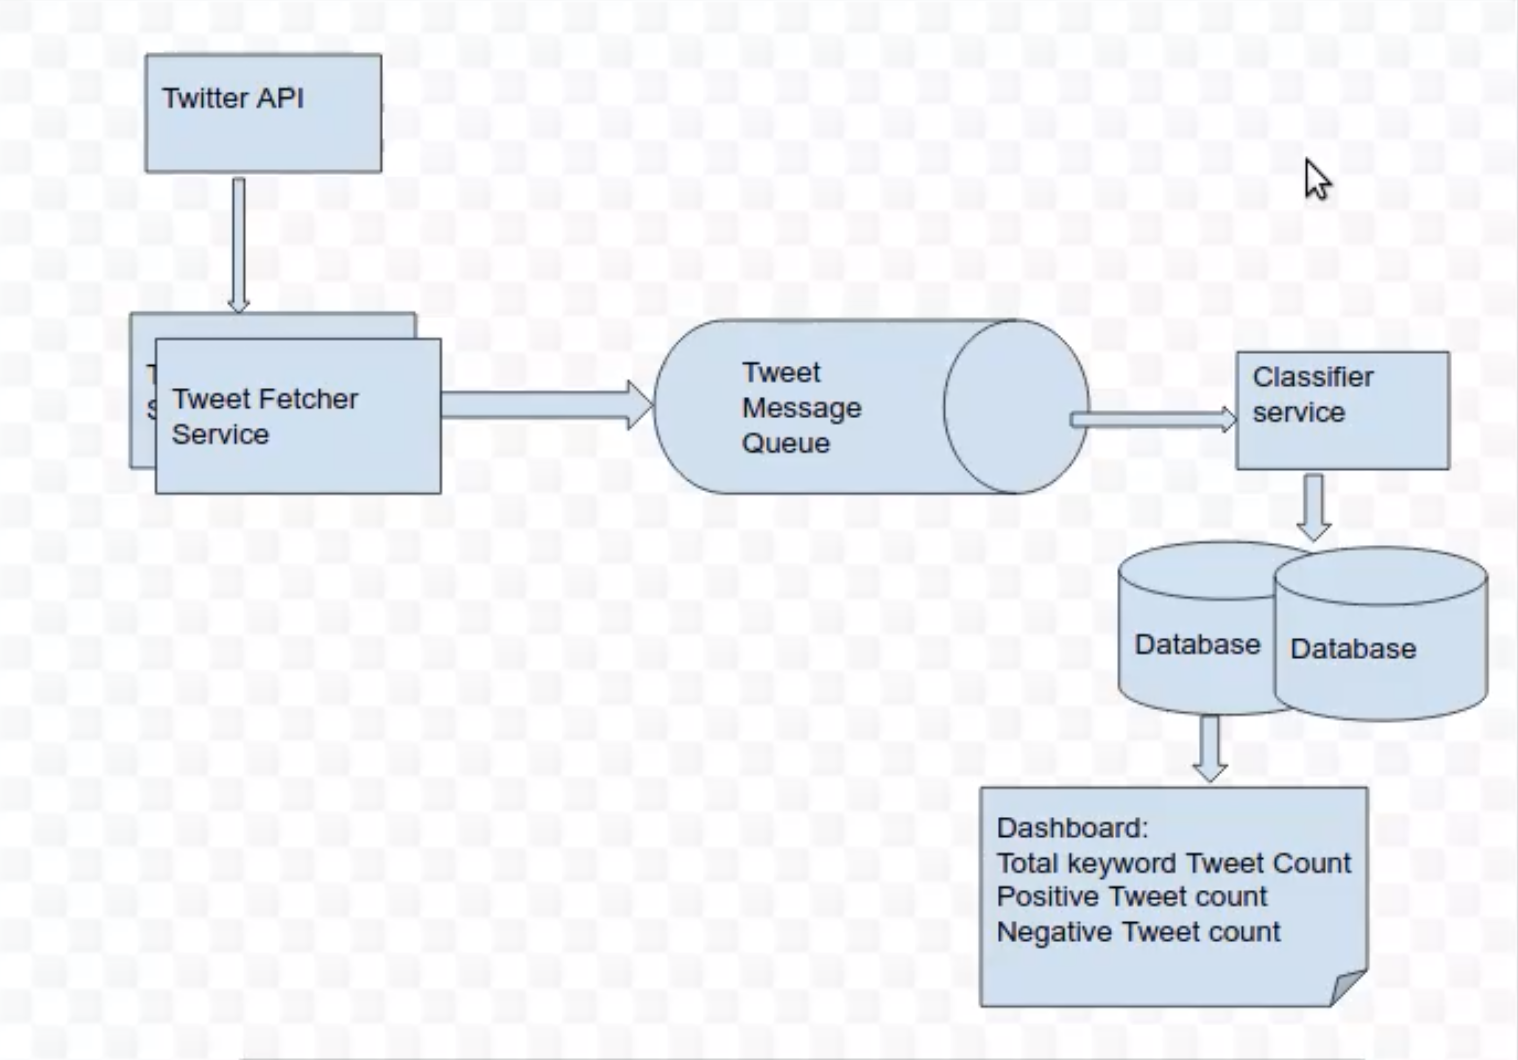 Twitter API
Tweet Fetcher
Service
Tweet
Message
Queue
Classifier
service
Database
Database
Dashboard:
Total keyword Tweet Count
Positive Tweet count
Negative Tweet count